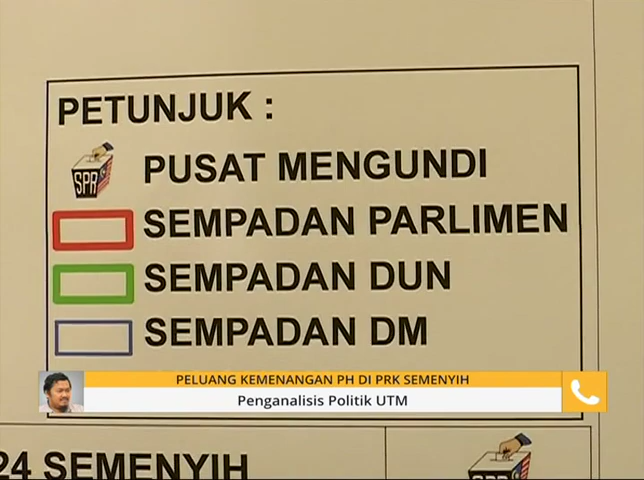 PETUNJUK :
SPR
PUSAT MENGUNDI
SEMPADAN PARLIMEN
SEMPADAN DUN
SEMPADAN DM
PELUANG KEMENANGAN PH DI PRK SEMENYIH
Penganalisis Politik UTM
24 SEMENYIH
SPR